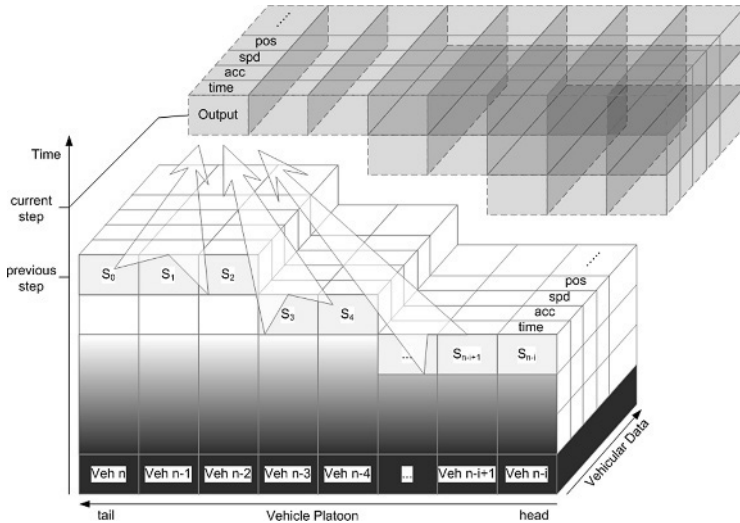 .....
pos
spd
acc
time
Output
Time
current
step
previous
step
S0
S1
S2
S3
S4
...
Sn-i+1
Sn-i
.....
pos
spd
acc
time
Veh n
Veh n-1
Veh n-2
Veh n-3
Veh n-4
...
Veh n-i+1
Veh n-i
Vehicular Data
tail
Vehicle Platoon
head